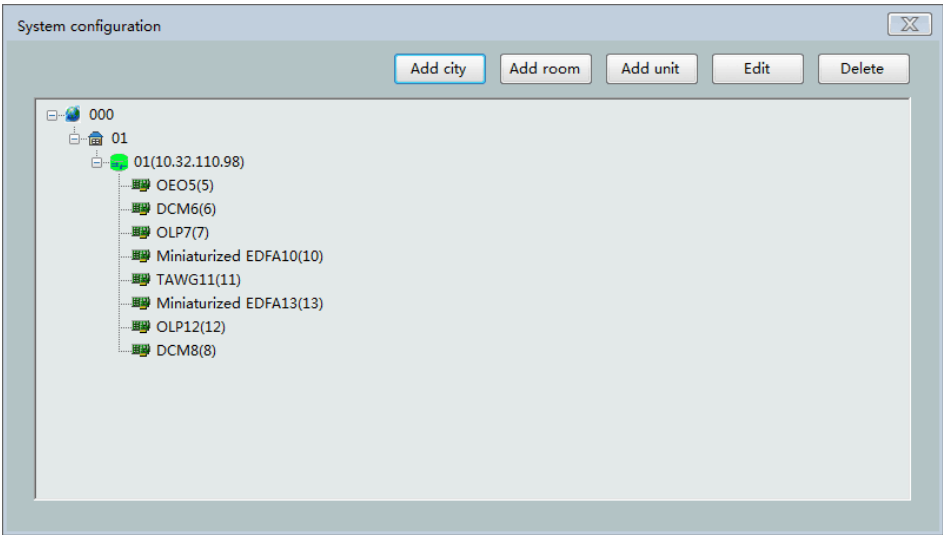 System configuration
Add city Add room Add unit Edit Delete
000
01
01(10.32.110.98)
OEO5(5)
DCM6(6)
OLP7(7)
Miniaturized EDFA10(10)
TAWG11(11)
Miniaturized EDFA13(13)
OLP12(12)
DCM8(8)